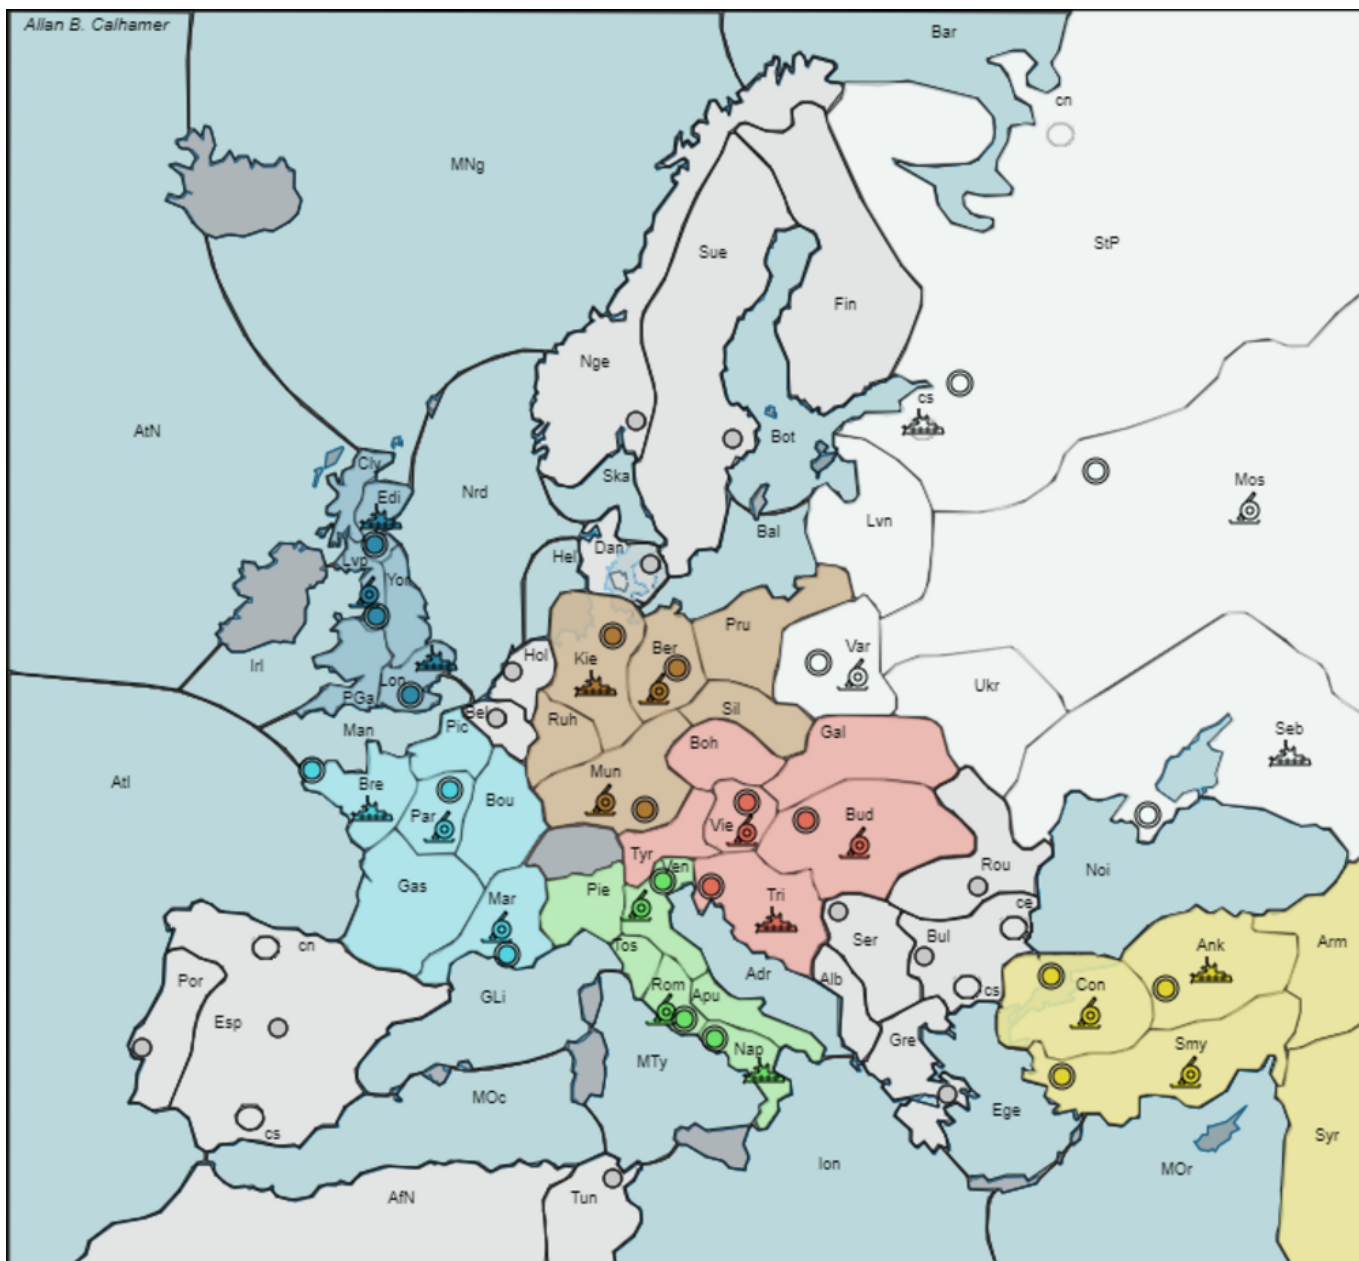 Allan B. Calhamer
Bar
cn
MNg
StP
Sue
Fin
Nge
AtN
cs
Bot
Cly
Ska
Mos
Edi
Nrd
Lvn
Bal
Dan
Hel
Lvp
Yor
Pru
Hol
Var
Irl
Kie
Ber
Lon
Ukr
PGa
Bel
Ruh
Sil
Man
Pic
Boh
Gal
Seb
Atl
Bre
Mun
Bou
Par
Vie
Bud
Tyr
Ven
Rou
Noi
Gas
Pie
Mar
Tri
ce
Ser
Bul
cn
Tos
Ank
Arm
Por
Adr
Alb
GLi
Rom
Apu
cs
Con
Esp
Gre
Smy
Nap
MTy
MOc
Ege
cs
Syr
Ion
MOr
AfN
Tun